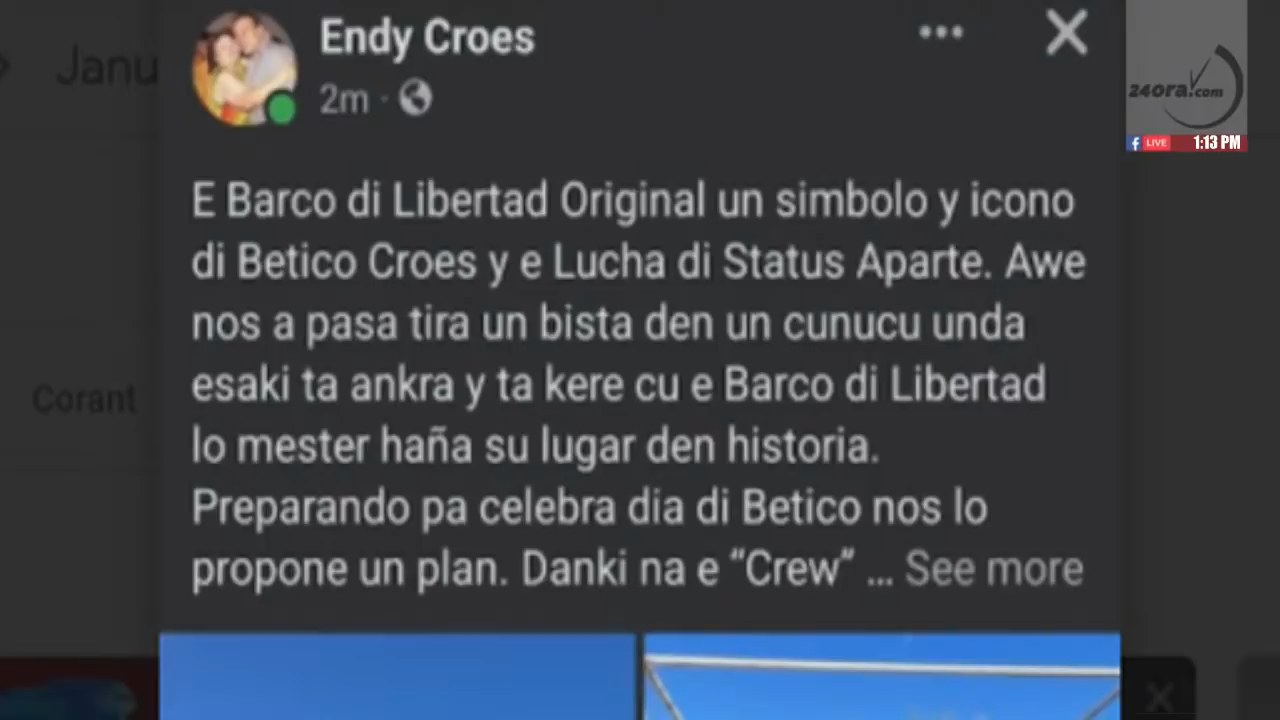 Endy Croes
2m ·
Janu
24ora.com
LIVE 1:13 PM
E Barco di Libertad Original un simbolo y icono
di Betico Croes y e Lucha di Status Aparte. Awe
nos a pasa tira un bista den un cunucu unda
esaki ta ankra y ta kere cu e Barco di Libertad
lo mester haña su lugar den historia.
Corant
Preparando pa celebra dia di Betico nos lo
propone un plan. Danki na e “Crew” ... See more